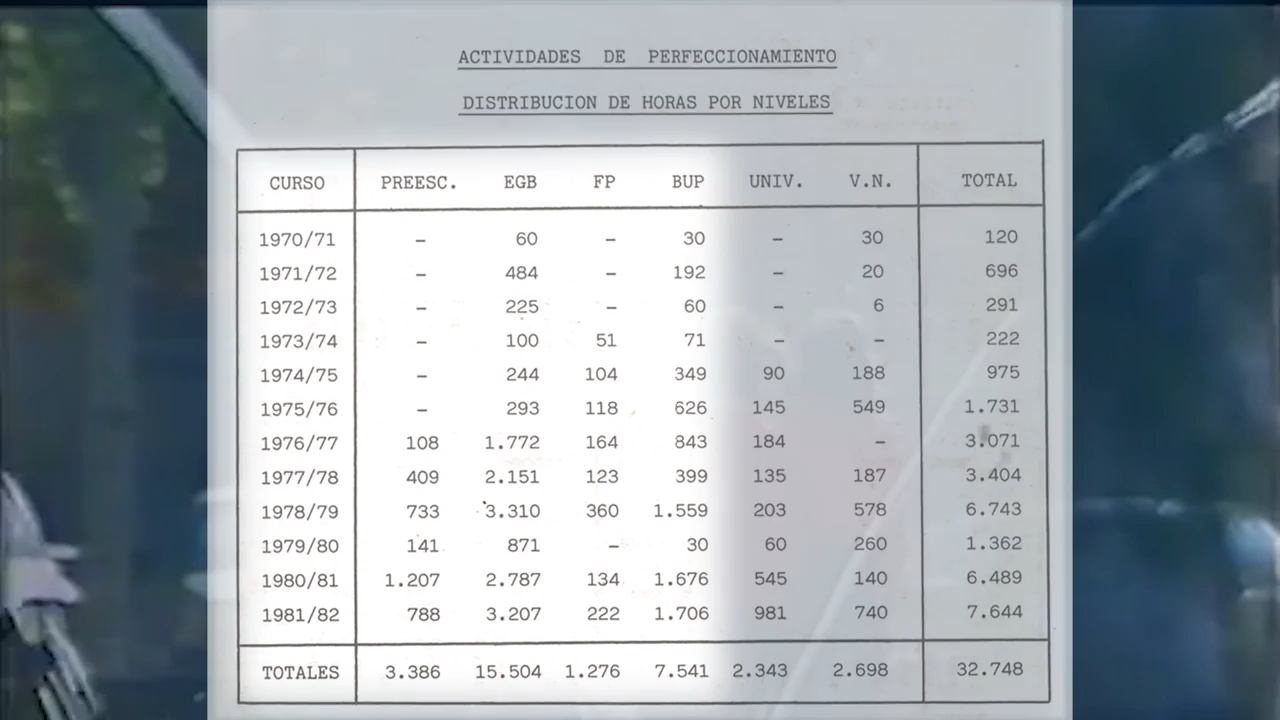 ACTIVIDADES DE PERFECCIONAMIENTO
DISTRIBUCION DE HORAS POR NIVELES
CURSO PREESC. EGB FP BUP UNIV. V.N. TOTAL
1970/71 – 60 – 30 – 30 120
1971/72 – 484 – 192 – 20 696
1972/73 – 225 – 60 – 6 291
1973/74 – 100 51 71 – – 222
1974/75 – 244 104 349 90 188 975
1975/76 – 293 118 626 145 549 1.731
1976/77 108 1.772 164 843 184 – 3.071
1977/78 409 2.151 123 399 135 187 3.404
1978/79 733 3.310 360 1.559 203 578 6.743
1979/80 141 871 – 30 60 260 1.362
1980/81 1.207 2.787 134 1.676 545 140 6.489
1981/82 788 3.207 222 1.706 981 740 7.644
TOTALES 3.386 15.504 1.276 7.541 2.343 2.698 32.748